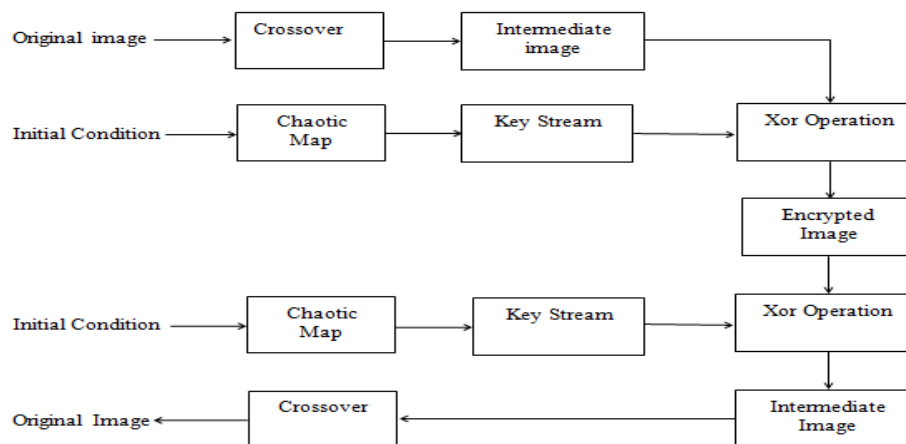 Original image
Crossover
Intermediate
image
Initial Condition
Chaotic
Map
Key Stream
Xor Operation
Encrypted
Image
Initial Condition
Chaotic
Map
Key Stream
Xor Operation
Original Image
Crossover
Intermediate
Image